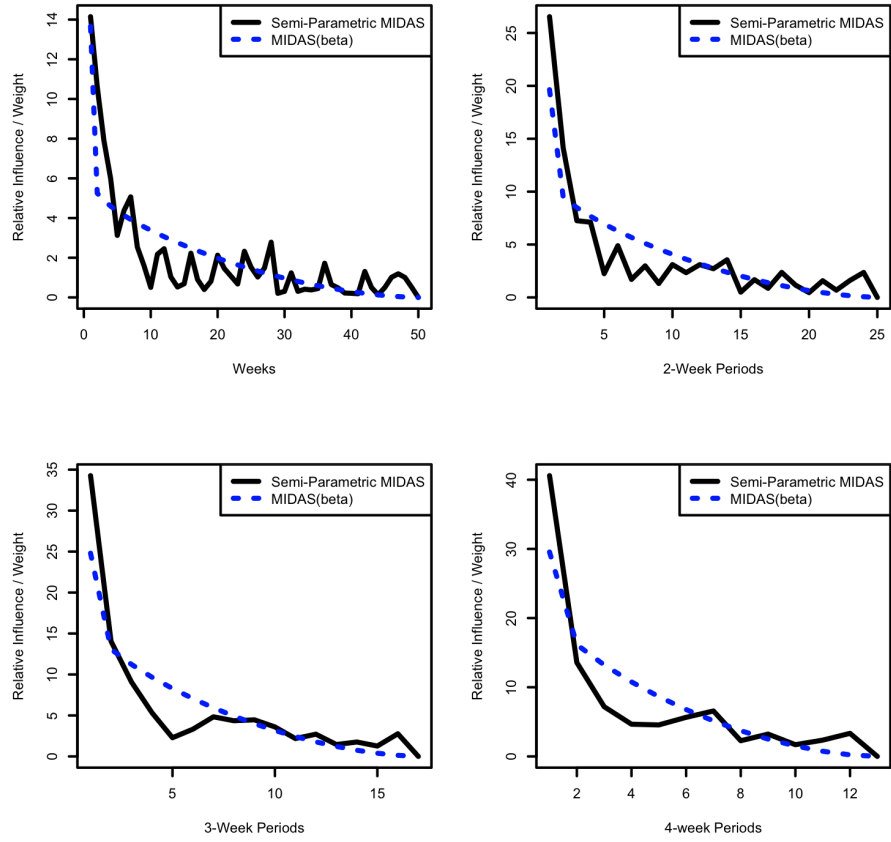 Semi-Parametric MIDAS
MIDAS(beta)
Relative Influence / Weight
0
2
4
6
8
10
12
14
0
10
20
30
40
50
Weeks
Semi-Parametric MIDAS
MIDAS(beta)
Relative Influence / Weight
0
5
10
15
20
25
5
10
15
20
25
2-Week Periods
Semi-Parametric MIDAS
MIDAS(beta)
Relative Influence / Weight
0
5
10
15
20
25
30
35
5
10
15
3-Week Periods
Semi-Parametric MIDAS
MIDAS(beta)
Relative Influence / Weight
0
10
20
30
40
2
4
6
8
10
12
4-week Periods